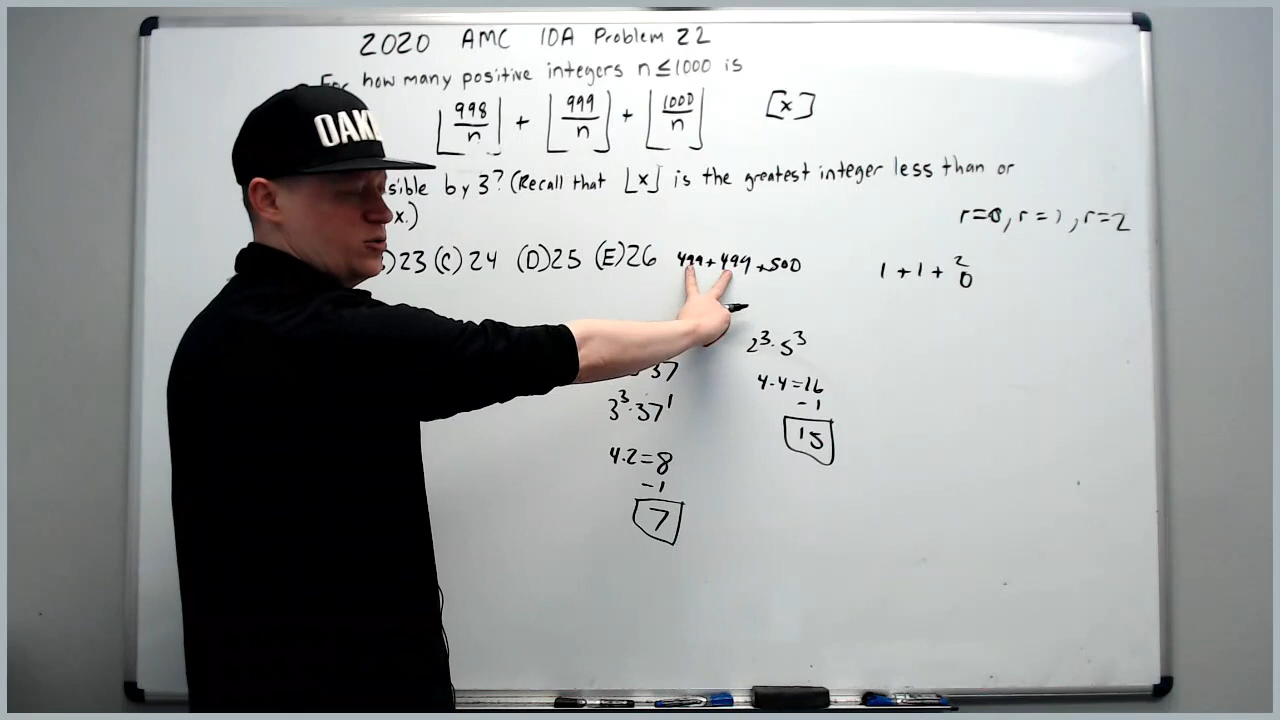 2020 AMC 10A Problem 22
For how many positive integers n≤1000 is
⌊998/n⌋ + ⌊999/n⌋ + ⌊1000/n⌋ [x]
OAKL
sible by 3? (Recall that ⌊x⌋ is the greatest integer less than or
x.)
r=0, r=1, r=2
)23 (C) 24 (D)25 (E)26 499+499+500
1+1+ 2
0
37
3³·37¹
4·2=8
-1
7
2³·5³
4·4=16
-1
15